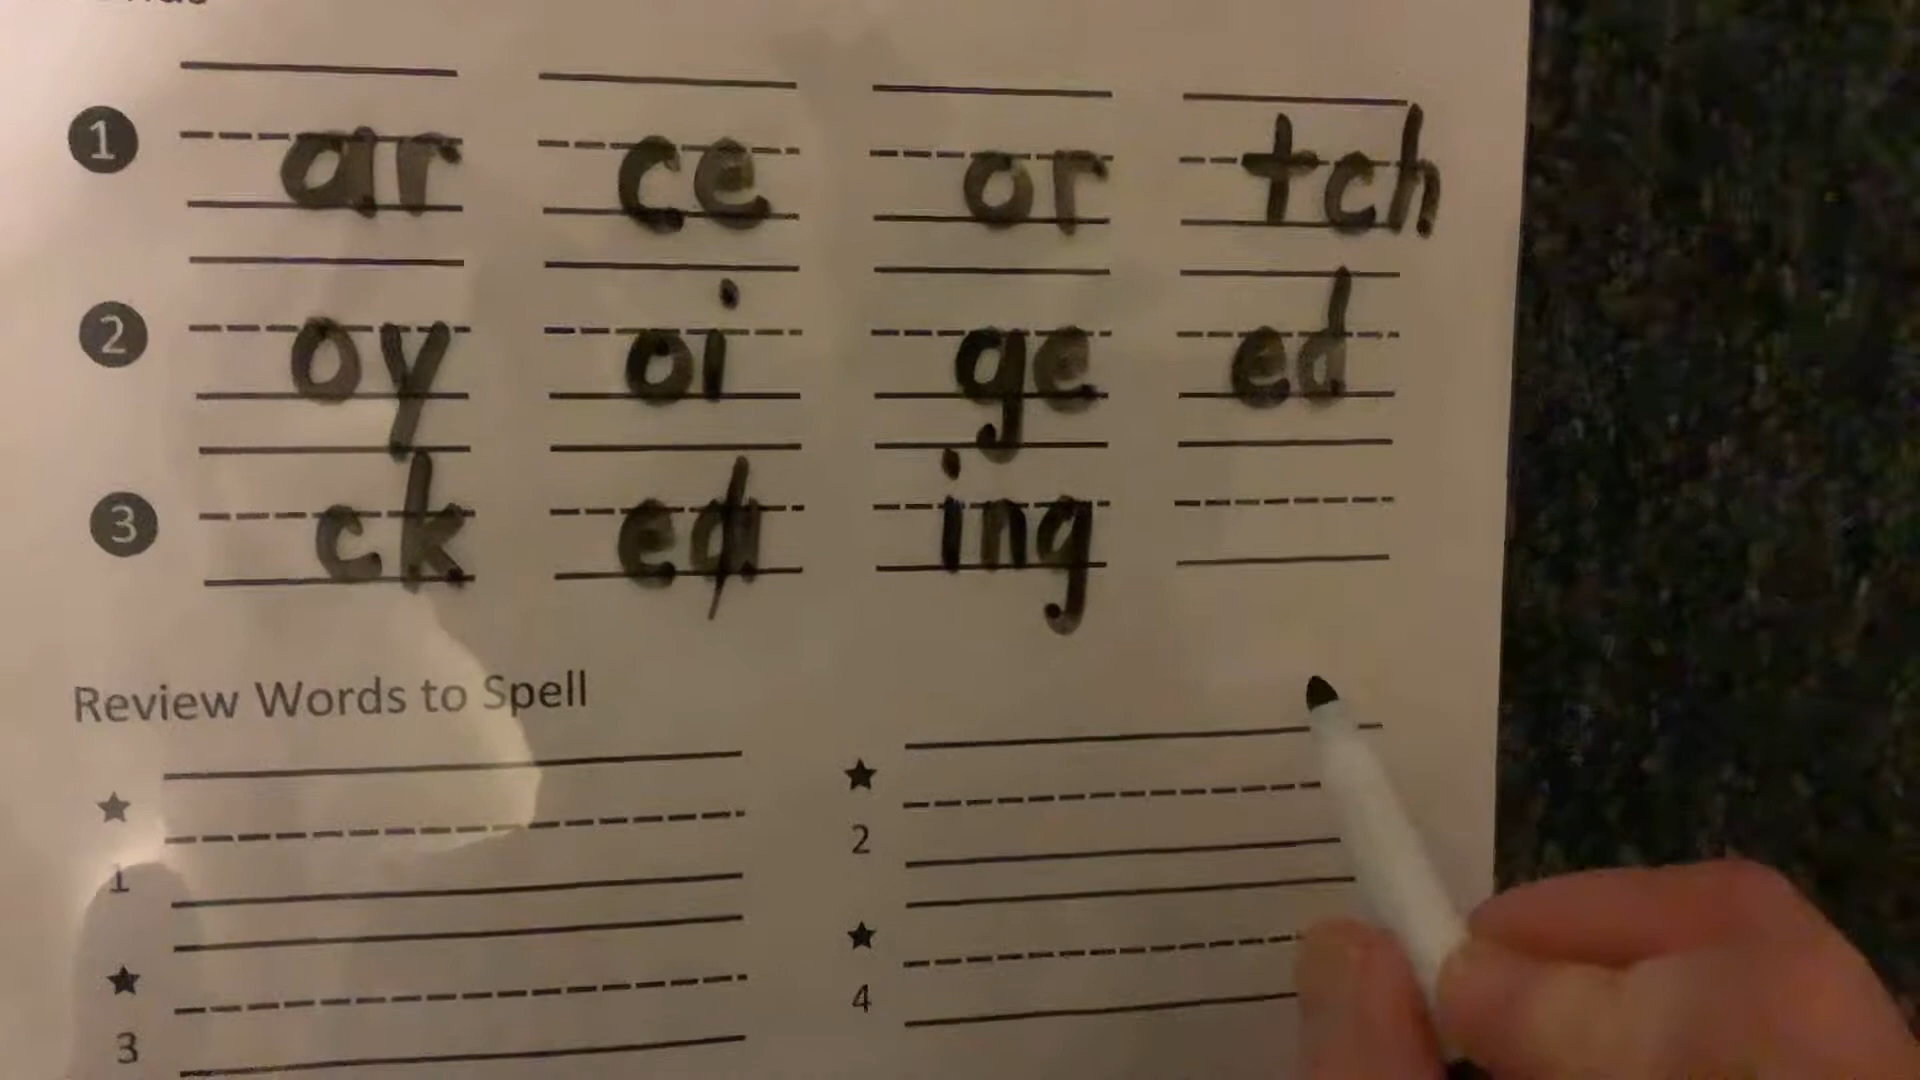 1 ar ce or tch
2 oy oi ge ed
3 ck ed ing
Review Words to Spell
★ 1 ★ 2
★ 3 ★ 4